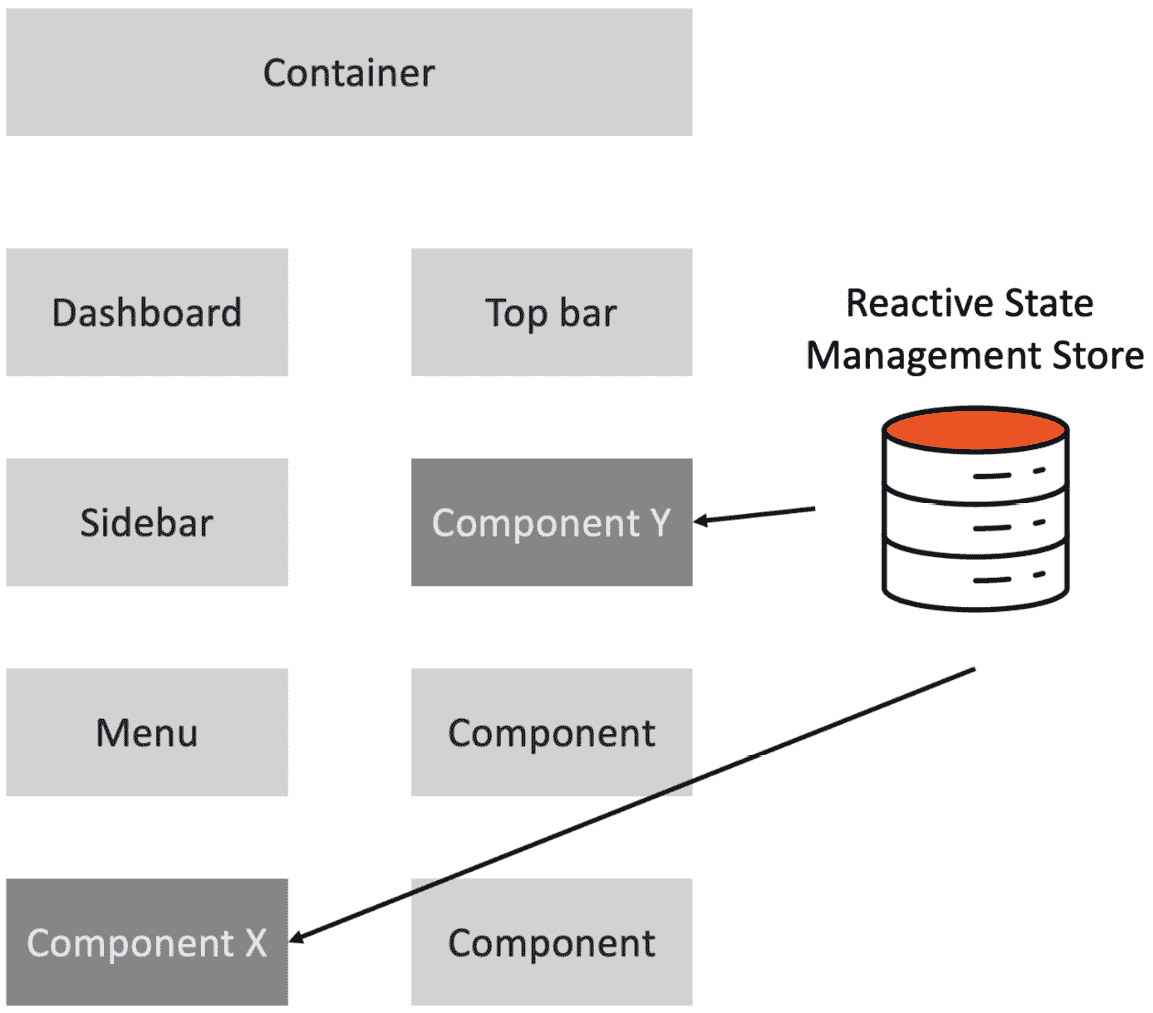 Container
Dashboard
Top bar
Reactive State
Management Store
Sidebar
Component Y
Menu
Component
Component X
Component